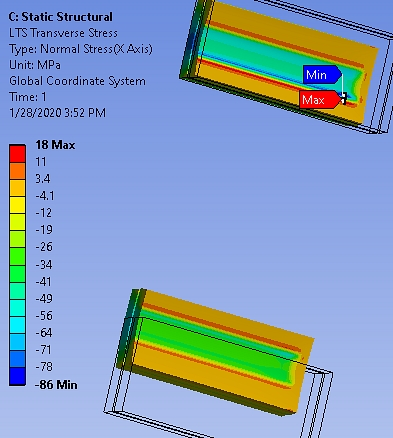 C: Static Structural
LTS Transverse Stress
Type: Normal Stress(X Axis)
Unit: MPa
Global Coordinate System
Time: 1
1/28/2020 3:52 PM
Min
Max
18 Max
11
3.4
-4.1
-12
-19
-26
-34
-41
-49
-56
-64
-71
-78
-86 Min